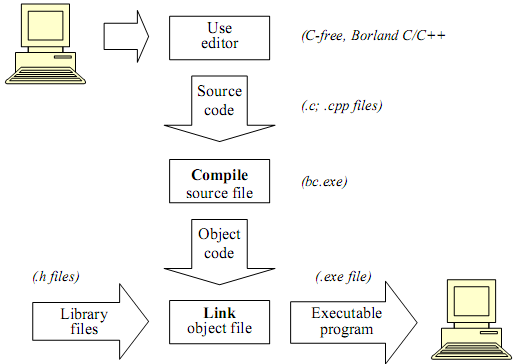 Use
editor
(C-free, Borland C/C++
Source
code
(.c; .cpp files)
Compile
source file
(bc.exe)
Object
code
(.h files)
(.exe file)
Library
files
Link
object file
Executable
program